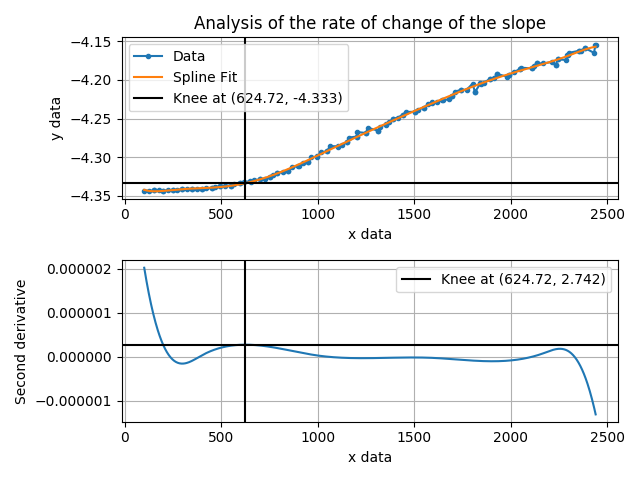 Analysis of the rate of change of the slope
−4.15
−4.20
−4.25
−4.30
−4.35
y data
Data
Spline Fit
Knee at (624.72, -4.333)
0
500
1000
1500
2000
2500
x data
0.000002
0.000001
0.000000
−0.000001
Second derivative
Knee at (624.72, 2.742)
0
500
1000
1500
2000
2500
x data